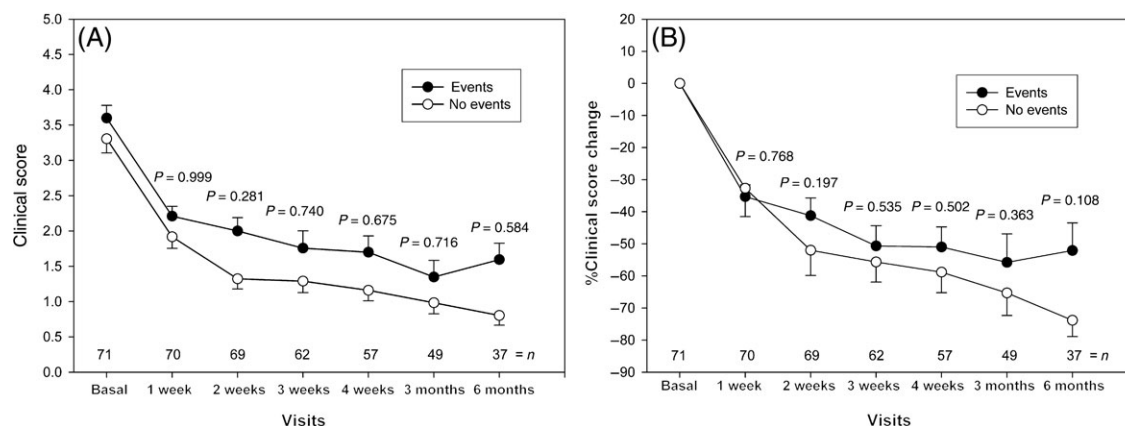 (A)
5.0
4.5
4.0
3.5
3.0
2.5
2.0
1.5
1.0
0.5
0.0
Clinical score
Events
No events
P = 0.999
P = 0.281
P = 0.740
P = 0.675
P = 0.716
P = 0.584
71 70 69 62 57 49 37 = n
Basal 1 week 2 weeks 3 weeks 4 weeks 3 months 6 months
Visits
(B)
20
10
0
−10
−20
−30
−40
−50
−60
−70
−80
−90
%Clinical score change
Events
No events
P = 0.768
P = 0.197
P = 0.535
P = 0.502
P = 0.363
P = 0.108
71 70 69 62 57 49 37 = n
Basal 1 week 2 weeks 3 weeks 4 weeks 3 months 6 months
Visits